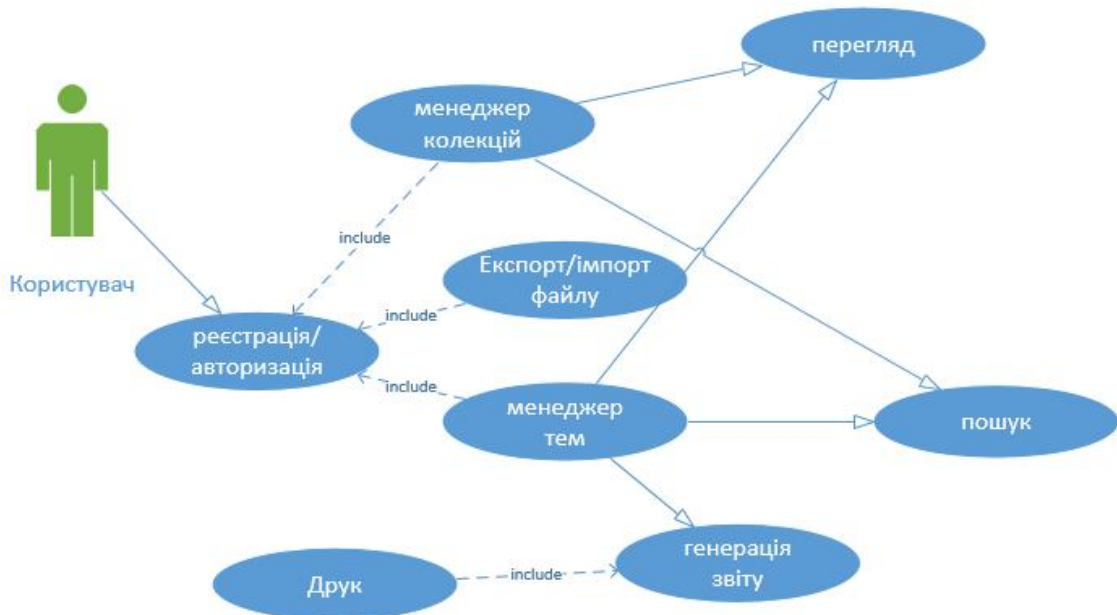 перегляд
менеджер
колекцій
include
Користувач
Експорт/імпорт
файлу
include
реєстрація/
авторизація
include
менеджер
тем
пошук
генерація
звіту
Друк
include